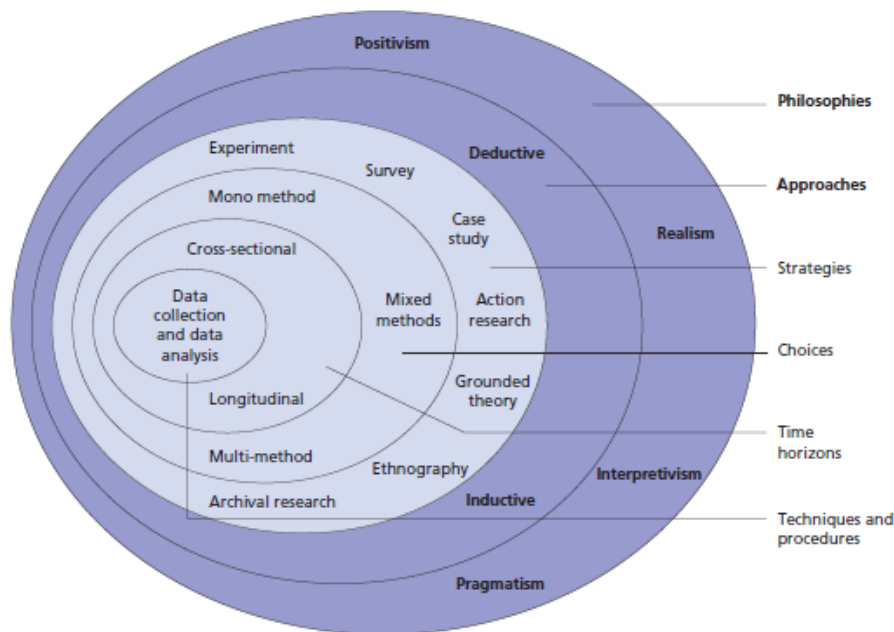 Positivism
Philosophies
Experiment
Deductive
Survey
Approaches
Mono method
Case
study
Realism
Cross-sectional
Strategies
Data
collection
and data
analysis
Mixed
methods
Action
research
Choices
Grounded
theory
Longitudinal
Time
horizons
Multi-method
Ethnography
Interpretivism
Archival research
Inductive
Techniques and
procedures
Pragmatism